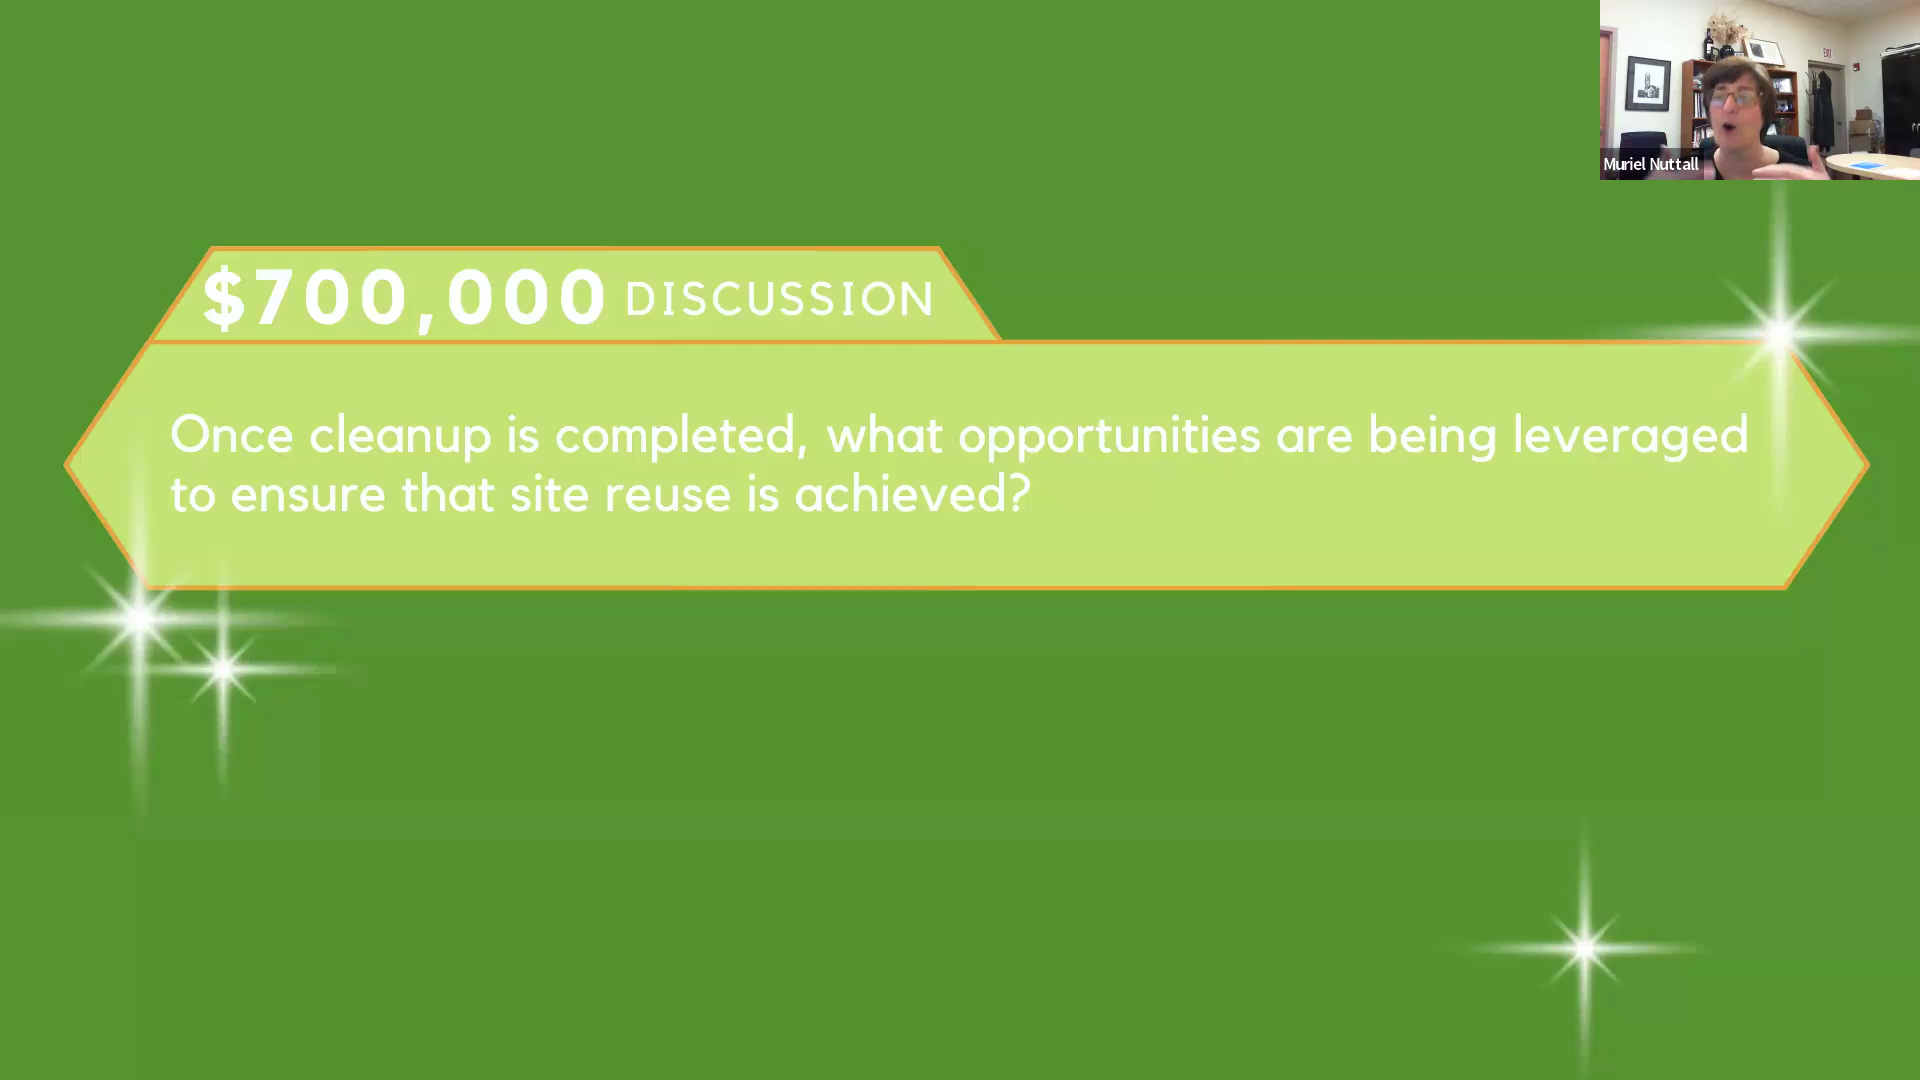 Muriel Nuttall
$700,000 DISCUSSION
Once cleanup is completed, what opportunities are being leveraged
to ensure that site reuse is achieved?